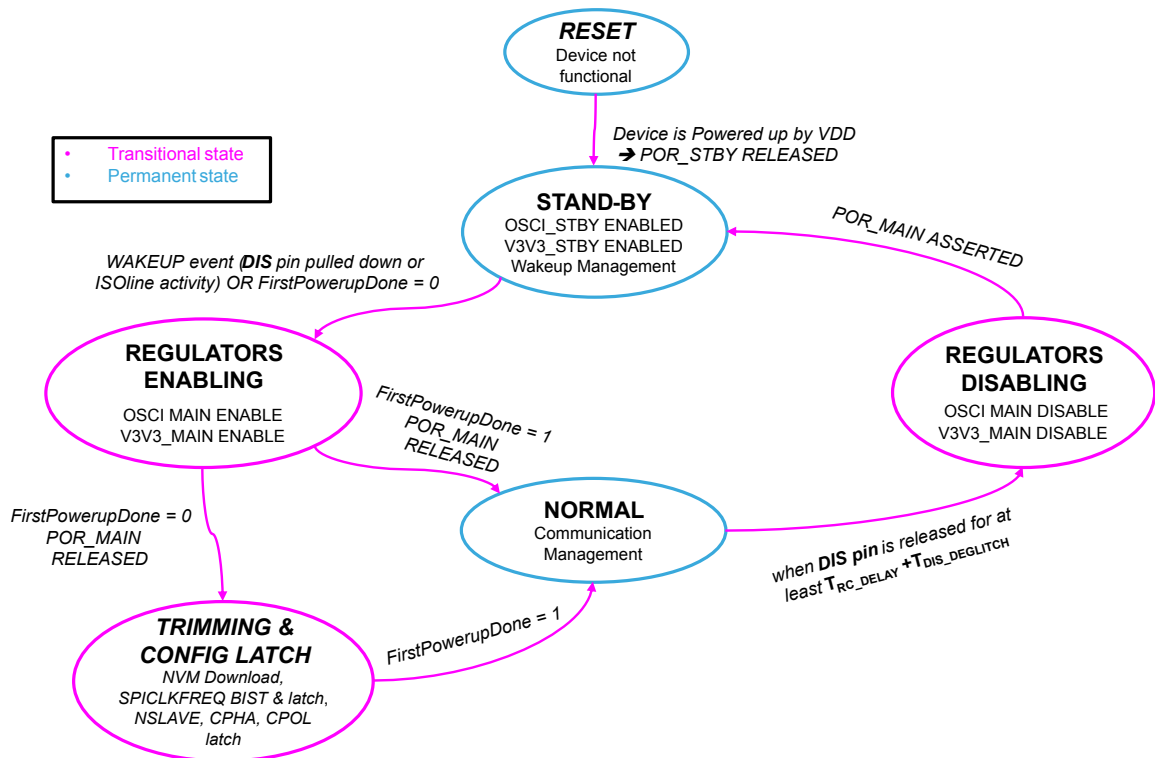 RESET
Device not
functional
Device is Powered up by VDD
➔ POR_STBY RELEASED
• Transitional state
• Permanent state
STAND-BY
OSCI_STBY ENABLED
V3V3_STBY ENABLED
Wakeup Management
POR_MAIN ASSERTED
WAKEUP event (DIS pin pulled down or
ISOline activity) OR FirstPowerupDone = 0
REGULATORS
ENABLING
OSCI MAIN ENABLE
V3V3_MAIN ENABLE
REGULATORS
DISABLING
OSCI MAIN DISABLE
V3V3_MAIN DISABLE
FirstPowerupDone = 1
POR_MAIN
RELEASED
FirstPowerupDone = 0
POR_MAIN
RELEASED
NORMAL
Communication
Management
when DIS pin is released for at
least TRC_DELAY +TDIS_DEGLITCH
TRIMMING &
CONFIG LATCH
NVM Download,
SPICLKFREQ BIST & latch,
NSLAVE, CPHA, CPOL
latch
FirstPowerupDone = 1